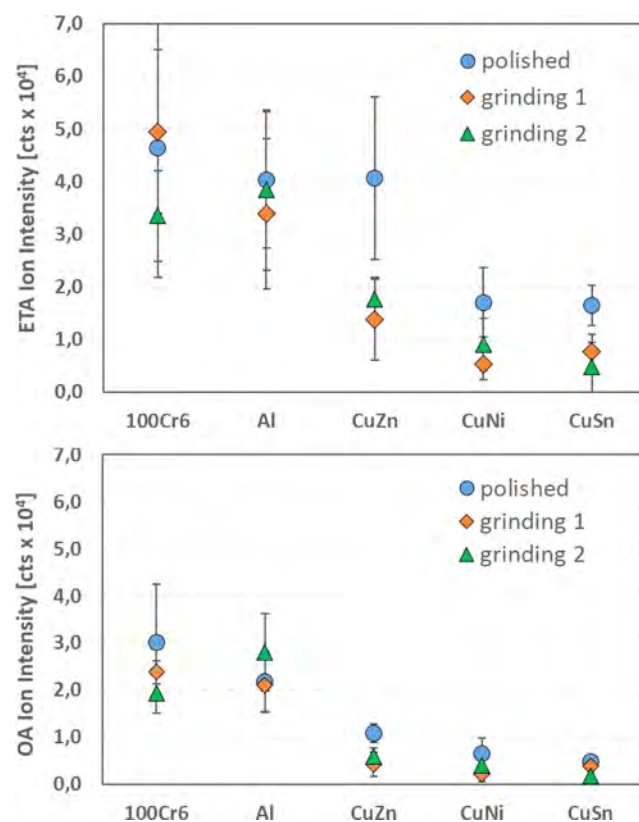 ETA Ion Intensity [cts x 10⁴]
7,0
6,0
5,0
4,0
3,0
2,0
1,0
0,0
polished
grinding 1
grinding 2
100Cr6 Al CuZn CuNi CuSn
OA Ion Intensity [cts x 10⁴]
7,0
6,0
5,0
4,0
3,0
2,0
1,0
0,0
polished
grinding 1
grinding 2
100Cr6 Al CuZn CuNi CuSn